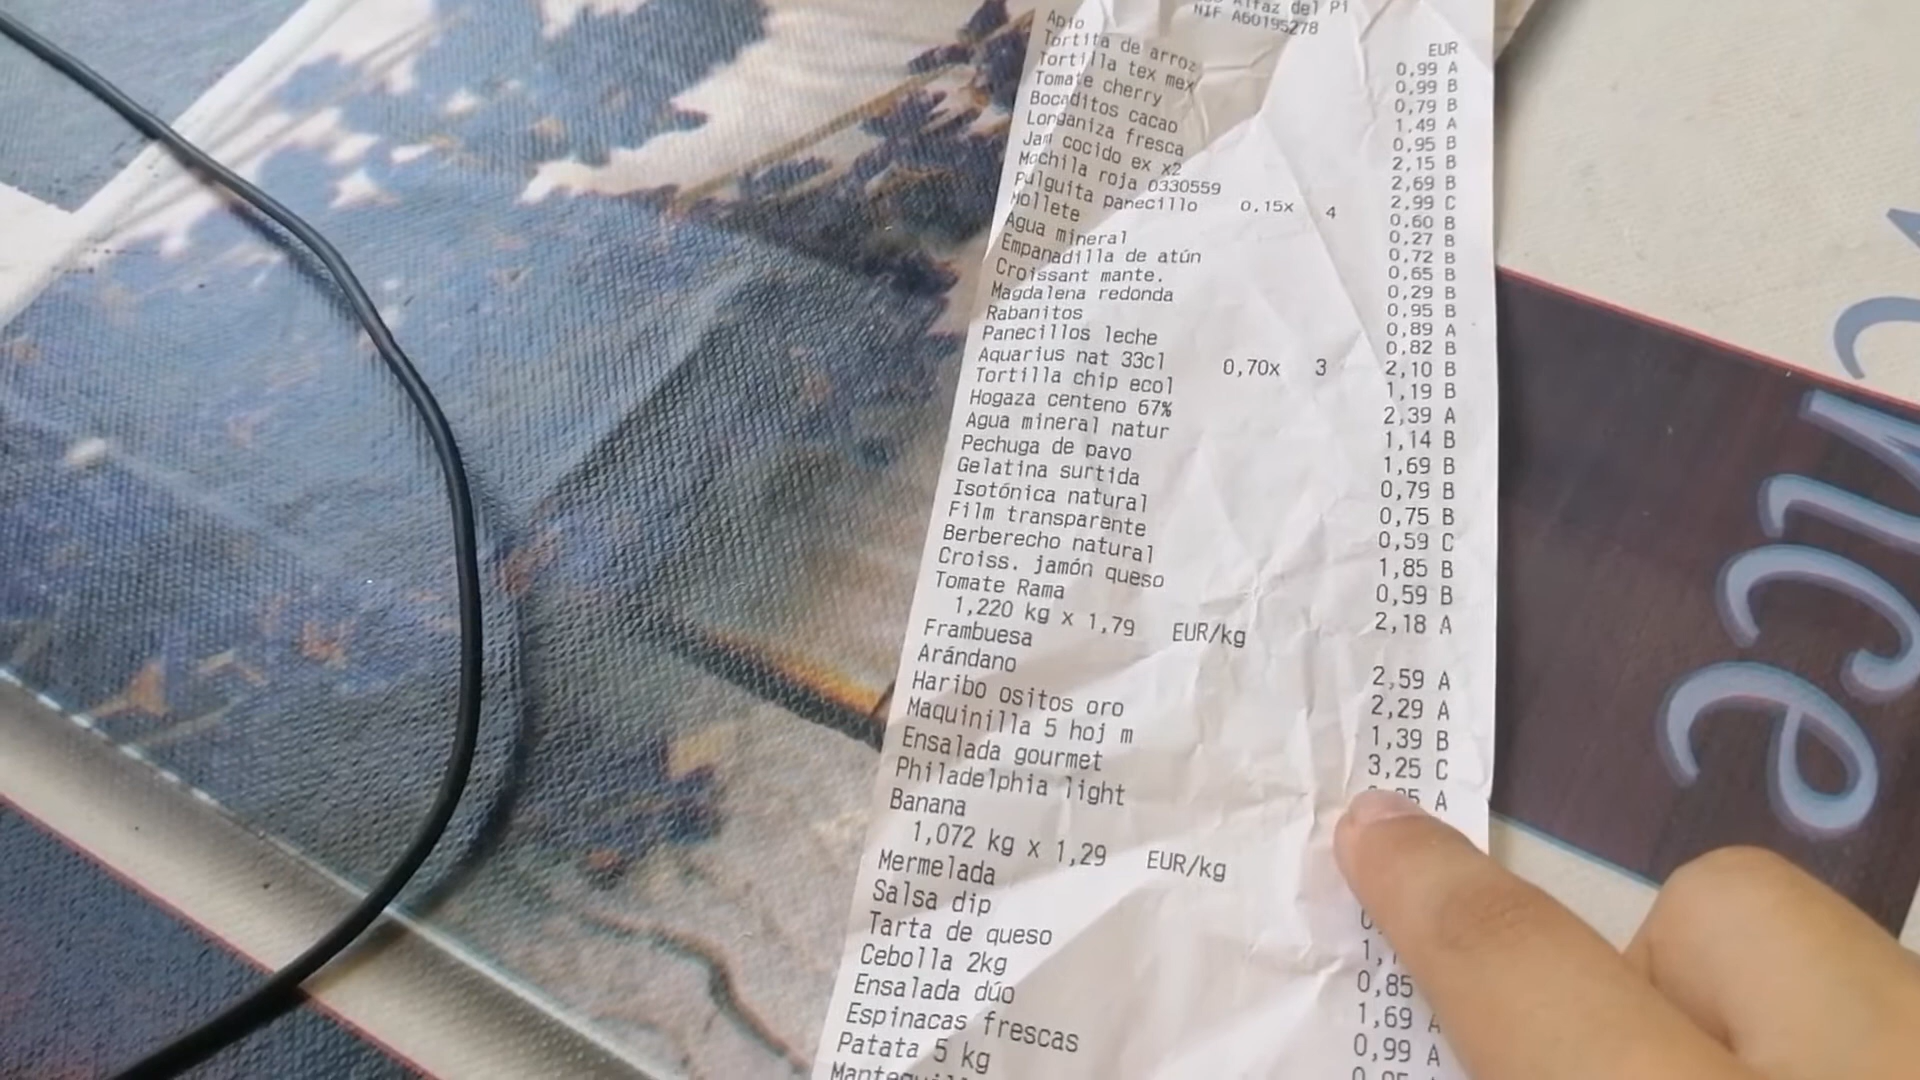 Alfaz del Pi
NIF A60195278
EUR
Apio 0,99 A
Tortita de arroz 0,99 B
Tortilla tex mex 0,79 B
Tomate cherry 1,49 A
Bocaditos cacao 0,95 B
Longaniza fresca 2,15 B
Jam cocido ex x2 2,69 B
Mochila roja 0330559 2,99 C
Pulguita panecillo 0,15x 4 0,60 B
Mollete 0,27 B
Agua mineral 0,72 B
Empanadilla de atún 0,65 B
Croissant mante. 0,29 B
Magdalena redonda 0,95 B
Rabanitos 0,89 A
Panecillos leche 0,82 B
Aquarius nat 33cl 0,70x 3 2,10 B
Tortilla chip ecol 1,19 B
Hogaza centeno 67% 2,39 A
Agua mineral natur 1,14 B
Pechuga de pavo 1,69 B
Gelatina surtida 0,79 B
Isotónica natural 0,75 B
Film transparente 0,59 C
Berberecho natural 1,85 B
Croiss. jamón queso 0,59 B
Tomate Rama 2,18 A
1,220 kg x 1,79 EUR/kg
Frambuesa 2,59 A
Arándano 2,29 A
Haribo ositos oro 1,39 B
Maquinilla 5 hoj m 3,25 C
Ensalada gourmet A
Philadelphia light
Banana
1,072 kg x 1,29 EUR/kg
Mermelada
Salsa dip
Tarta de queso
Cebolla 2kg
Ensalada dúo 0,85
Espinacas frescas 1,69 A
Patata 5 kg 0,99 A